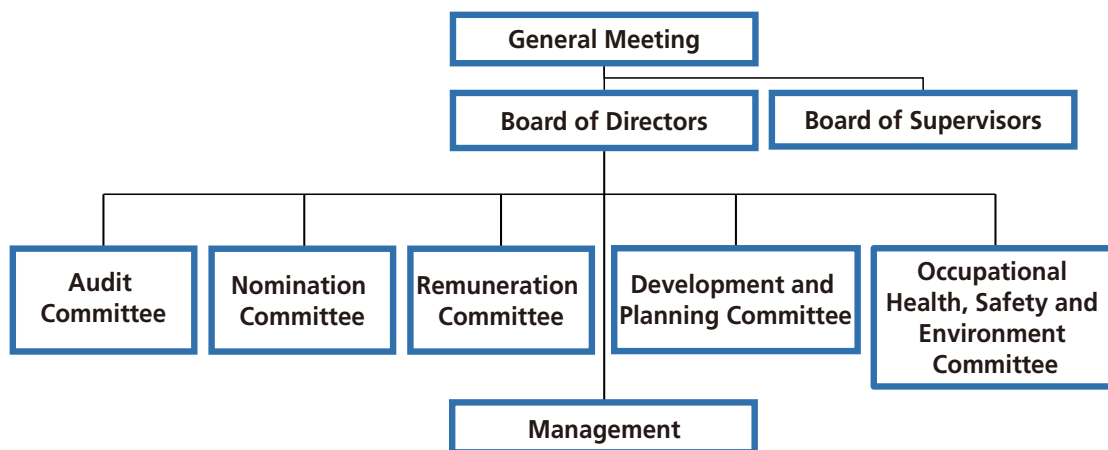 General Meeting
Board of Directors
Board of Supervisors
Audit
Committee
Nomination
Committee
Remuneration
Committee
Development and
Planning Committee
Occupational
Health, Safety and
Environment
Committee
Management